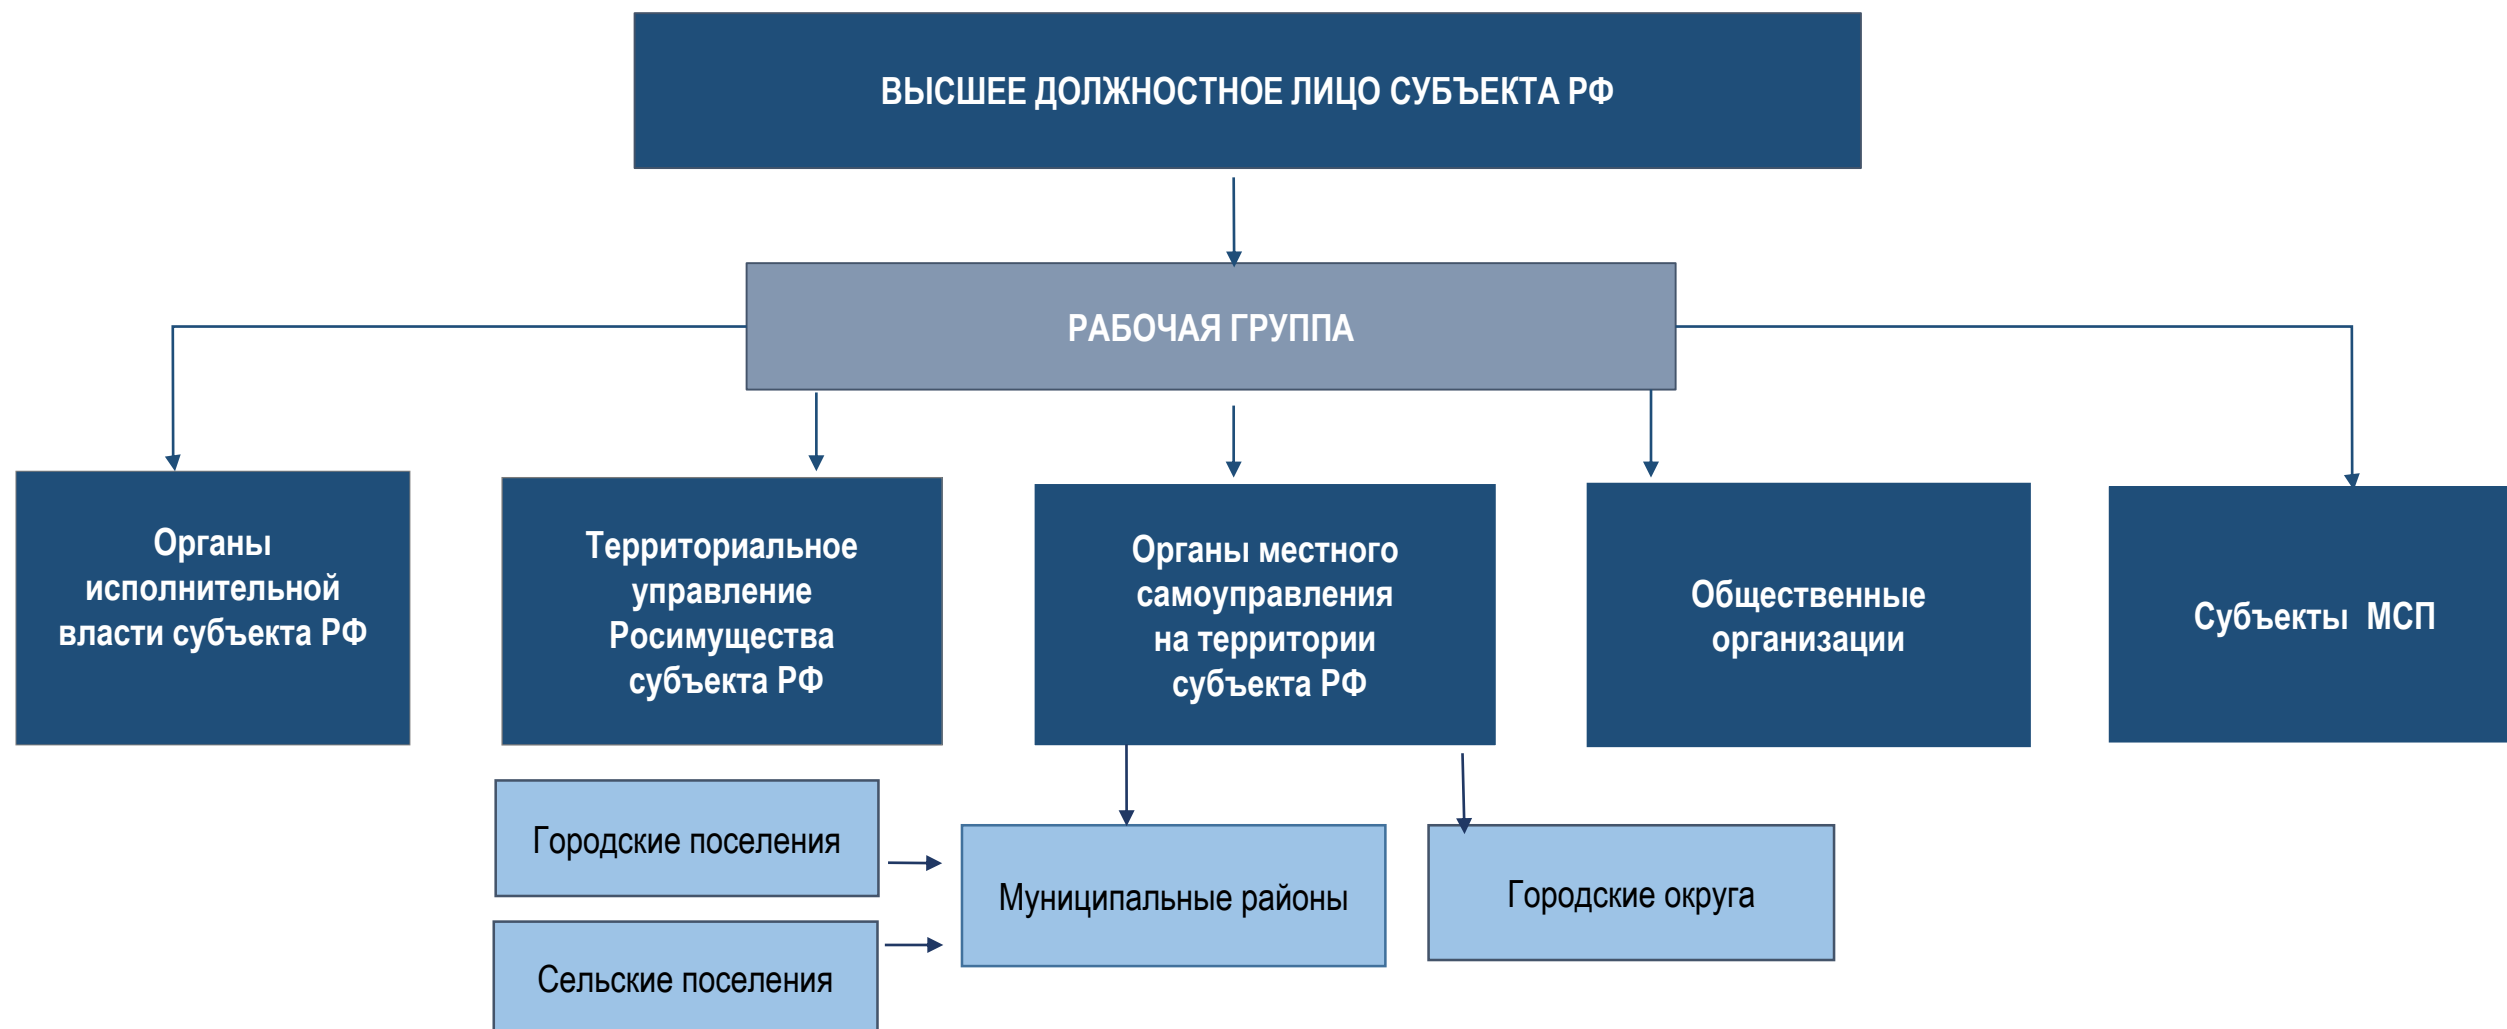 ВЫСШЕЕ ДОЛЖНОСТНОЕ ЛИЦО СУБЪЕКТА РФ
РАБОЧАЯ ГРУППА
Органы
исполнительной
власти субъекта РФ
Территориальное
управление
Росимущества
субъекта РФ
Органы местного
самоуправления
на территории
субъекта РФ
Общественные
организации
Субъекты МСП
Городские поселения
Муниципальные районы
Городские округа
Сельские поселения